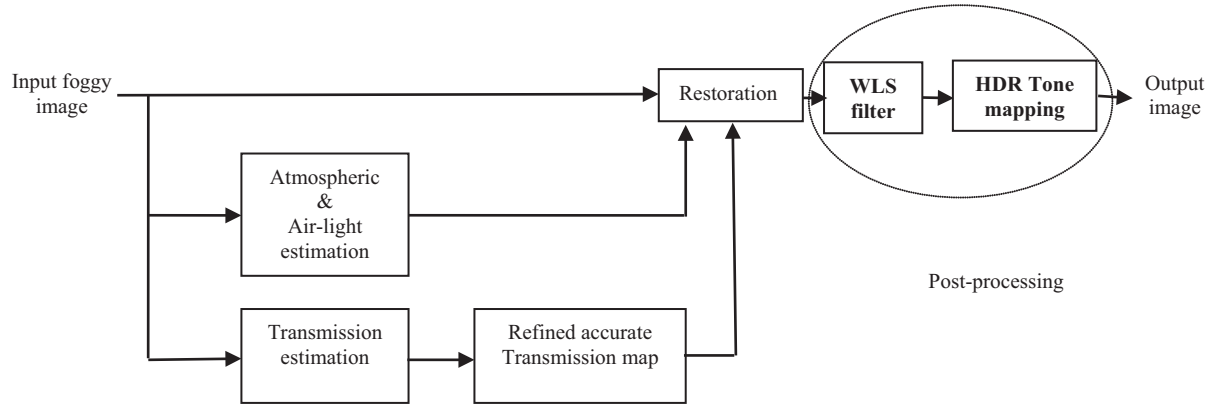 Input foggy
image
Restoration
WLS
filter
HDR Tone
mapping
Output
image
Atmospheric
&
Air-light
estimation
Post-processing
Transmission
estimation
Refined accurate
Transmission map